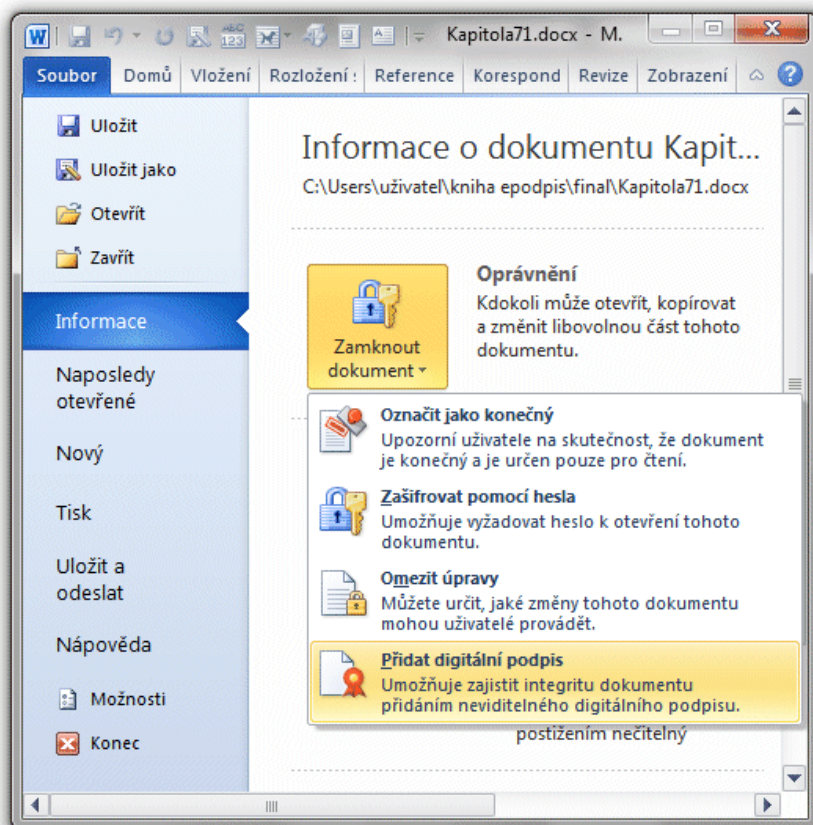 Kapitola71.docx - M.
Soubor Domů Vložení Rozložení Reference Korespond Revize Zobrazení
Uložit
Uložit jako
Otevřít
Zavřít
Informace
Naposledy
otevřené
Nový
Tisk
Uložit a
odeslat
Nápověda
Možnosti
Konec
Informace o dokumentu Kapit...
C:\Users\uživatel\kniha epodpis\final\Kapitola71.docx
Zamknout
dokument
Oprávnění
Kdokoli může otevřít, kopírovat
a změnit libovolnou část tohoto
dokumentu.
Označit jako konečný
Upozorní uživatele na skutečnost, že dokument
je konečný a je určen pouze pro čtení.
Zašifrovat pomocí hesla
Umožňuje vyžadovat heslo k otevření tohoto
dokumentu.
Omezit úpravy
Můžete určit, jaké změny tohoto dokumentu
mohou uživatelé provádět.
Přidat digitální podpis
Umožňuje zajistit integritu dokumentu
přidáním neviditelného digitálního podpisu.
postižením nečitelný